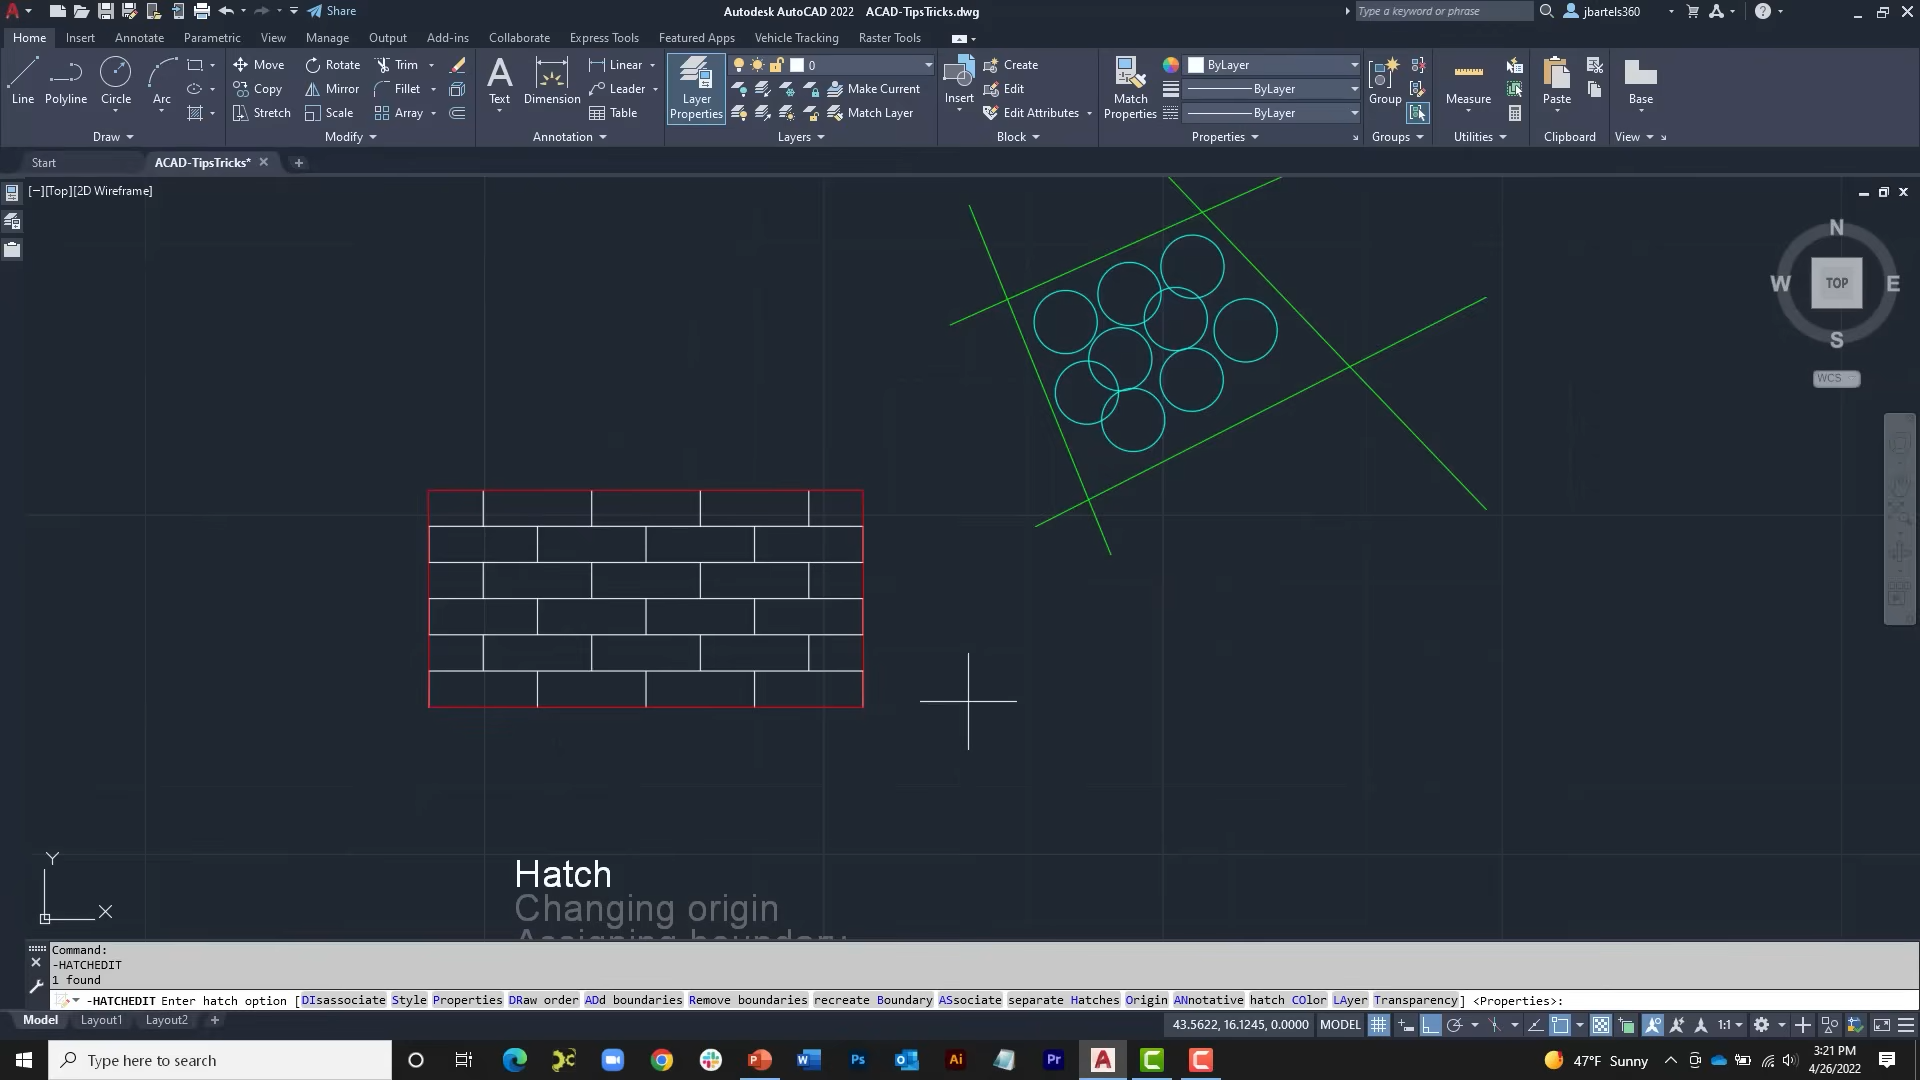 Share
Autodesk AutoCAD 2022 ACAD-TipsTricks.dwg
Type a keyword or phrase
jbartels360
Home Insert Annotate Parametric View Manage Output Add-ins Collaborate Express Tools Featured Apps Vehicle Tracking Raster Tools
Line Polyline Circle Arc
Move Rotate Trim
Copy Mirror Fillet
Stretch Scale Array
Text Dimension
Linear
Leader
Table
Layer Properties
0
Make Current
Match Layer
Insert
Create
Edit
Edit Attributes
Match Properties
ByLayer
ByLayer
ByLayer
Group
Measure
Paste
Base
Draw Modify Annotation Layers Block Properties Groups Utilities Clipboard View
Start ACAD-TipsTricks*
[−][Top][2D Wireframe]
N
W TOP E
S
WCS
Hatch
Changing origin
Y
X
Command:
-HATCHEDIT
1 found
-HATCHEDIT Enter hatch option [DIsassociate Style Properties DRaw order ADd boundaries Remove boundaries recreate Boundary ASsociate separate Hatches Origin ANnotative hatch COlor LAyer Transparency] <Properties>:
Model Layout1 Layout2
43.5622, 16.1245, 0.0000 MODEL 1:1
Type here to search
47°F Sunny
3:21 PM
4/26/2022